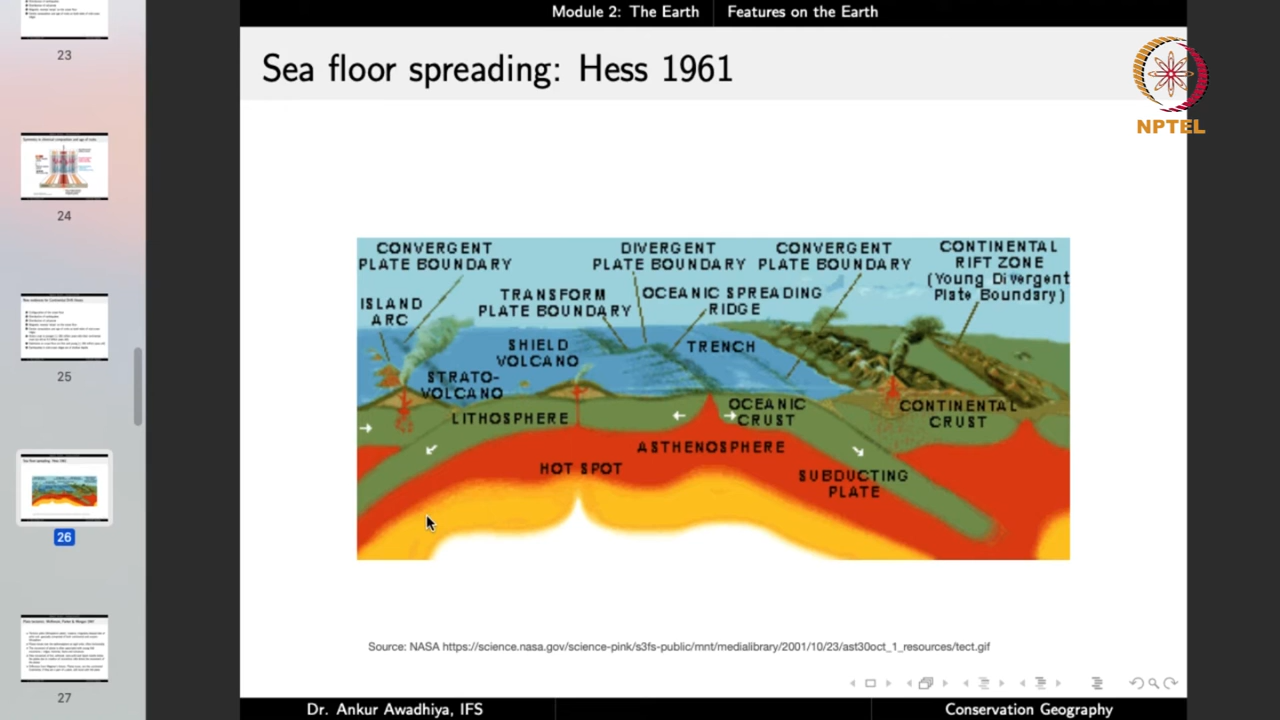 Module 2: The Earth
Features on the Earth
Sea floor spreading: Hess 1961
NPTEL
CONVERGENT
PLATE BOUNDARY
DIVERGENT
PLATE BOUNDARY
CONVERGENT
PLATE BOUNDARY
CONTINENTAL
RIFT ZONE
(Young Divergent
Plate Boundary)
ISLAND
ARC
TRANSFORM
PLATE BOUNDARY
OCEANIC SPREADING
RIDGE
SHIELD
VOLCANO
TRENCH
STRATO-
VOLCANO
LITHOSPHERE
OCEANIC
CRUST
CONTINENTAL
CRUST
ASTHENOSPHERE
HOT SPOT
SUBDUCTING
PLATE
Source: NASA https://science.nasa.gov/science-pink/s3fs-public/mnt/medialibrary/2001/10/23/ast30oct_1_resources/tect.gif
Dr. Ankur Awadhiya, IFS
Conservation Geography
23
24
25
26
27